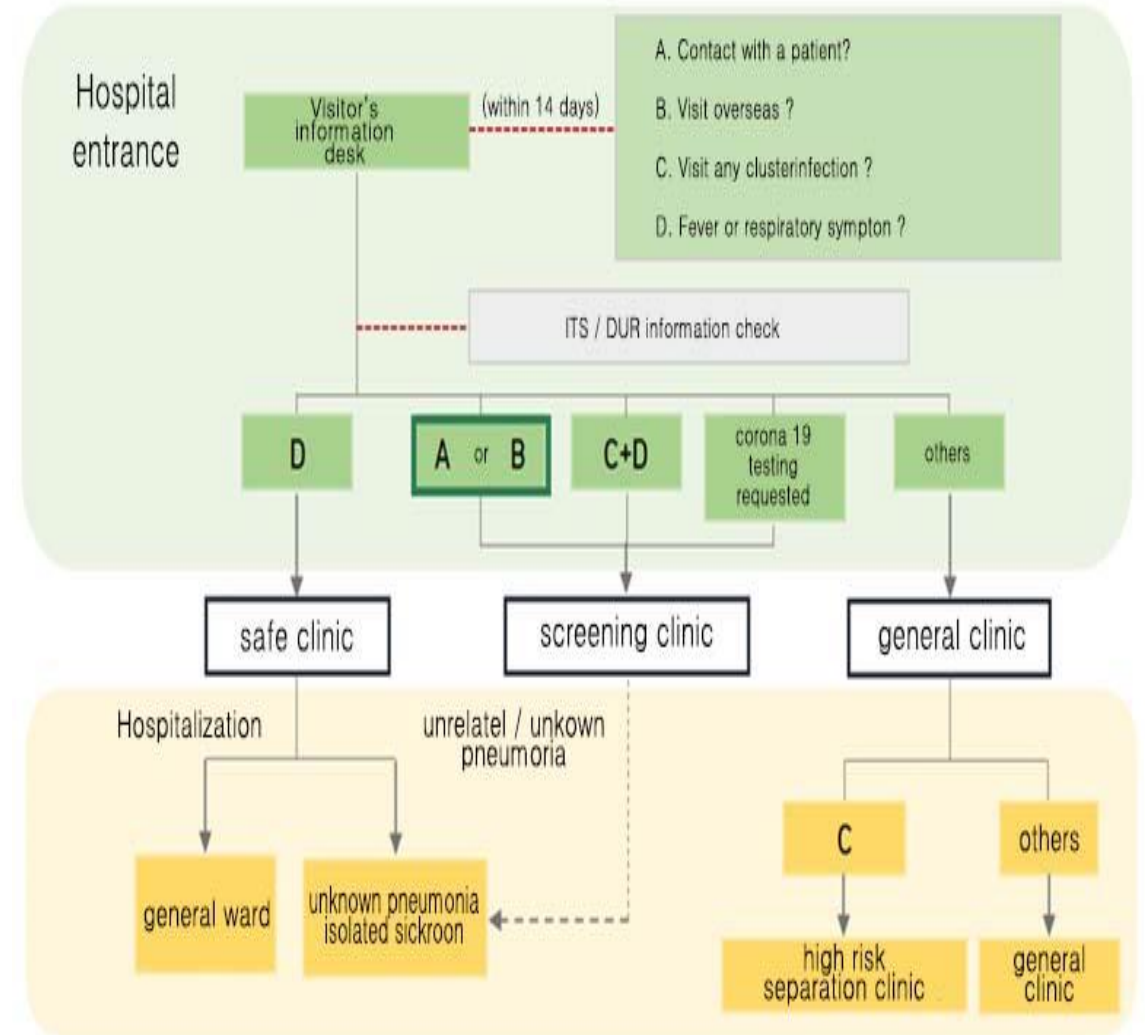 Hospital
entrance
Visitor's
information
desk
(within 14 days)
A. Contact with a patient?
B. Visit overseas ?
C. Visit any clusterinfection ?
D. Fever or respiratory sympton ?
ITS / DUR information check
D
A or B
C+D
corona 19
testing
requested
others
safe clinic
screening clinic
general clinic
Hospitalization
unrelatel / unkown
pneumoria
C
others
general ward
unknown pneumonia
isolated sickroon
high risk
separation clinic
general
clinic